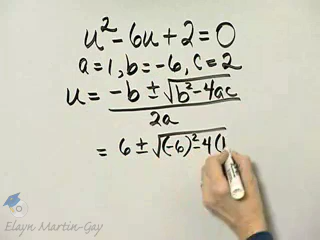 u² - 6u + 2 = 0
a = 1, b = -6, c = 2
u = -b ± √b² - 4ac
2a
= 6 ± √(-6)² - 4(1
Elayn Martin-Gay